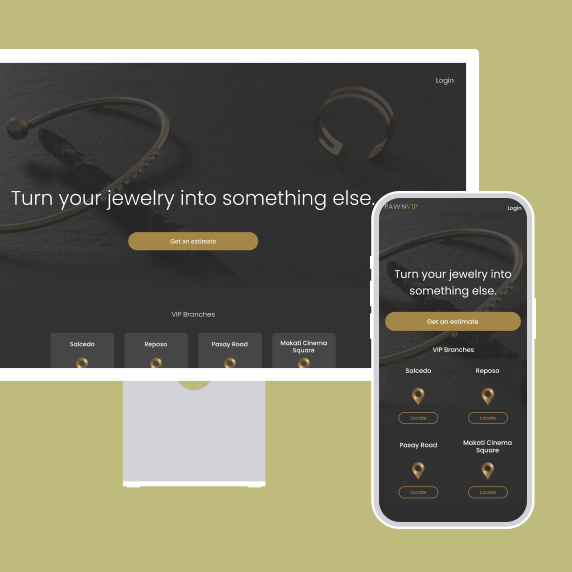 Login
Turn your jewelry into something else.
Get an estimate
VIP Branches
Salcedo
Reposo
Pasay Road
Makati Cinema
Square
PAWNVIP
Login
Turn your jewelry into
something else.
Get an estimate
VIP Branches
Salcedo
Reposo
Locate
Locate
Pasay Road
Makati Cinema
Square
Locate
Locate